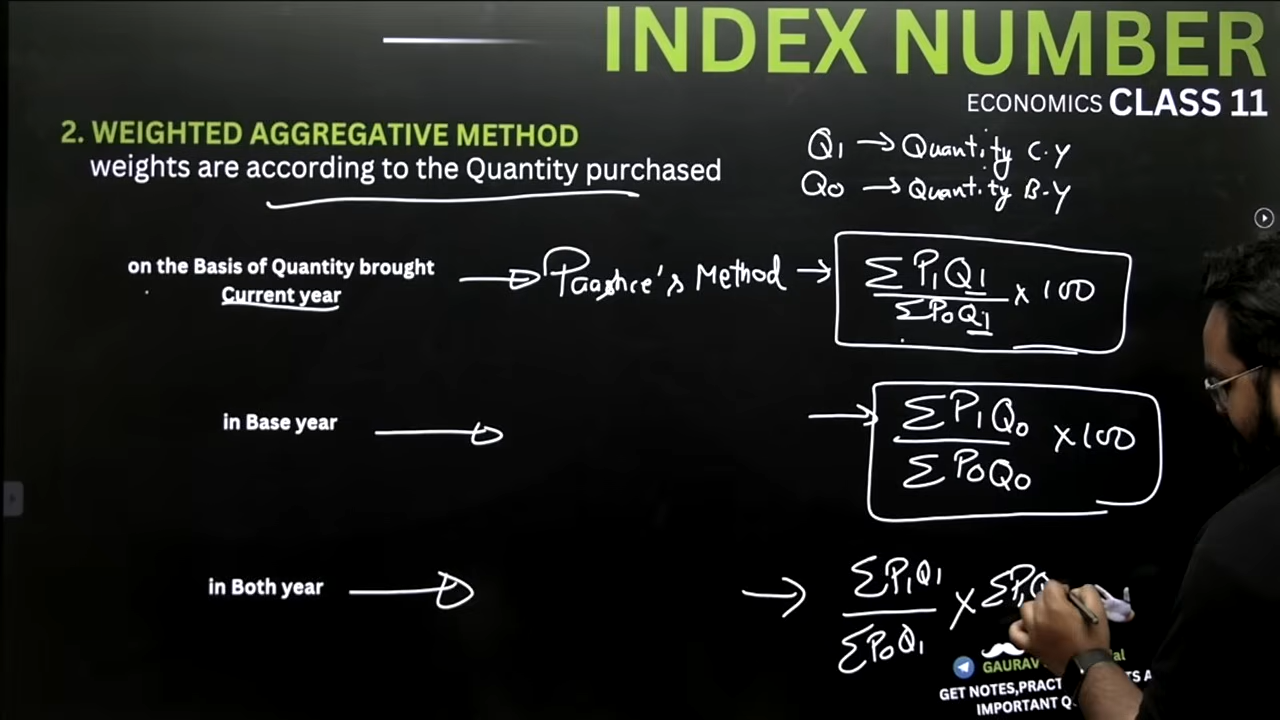 INDEX NUMBER
ECONOMICS CLASS 11
2. WEIGHTED AGGREGATIVE METHOD
weights are according to the Quantity purchased
Q1 → Quantity C.Y
Q0 → Quantity B.Y
on the Basis of Quantity brought
Current year
→ Paashce's Method → ΣP1Q1 / ΣP0Q1 × 100
in Base year → → ΣP1Q0 / ΣP0Q0 × 100
in Both year → → ΣP1Q1 / ΣP0Q1 × ΣP1Q
GAURAV
GET NOTES,PRACT
IMPORTANT Q